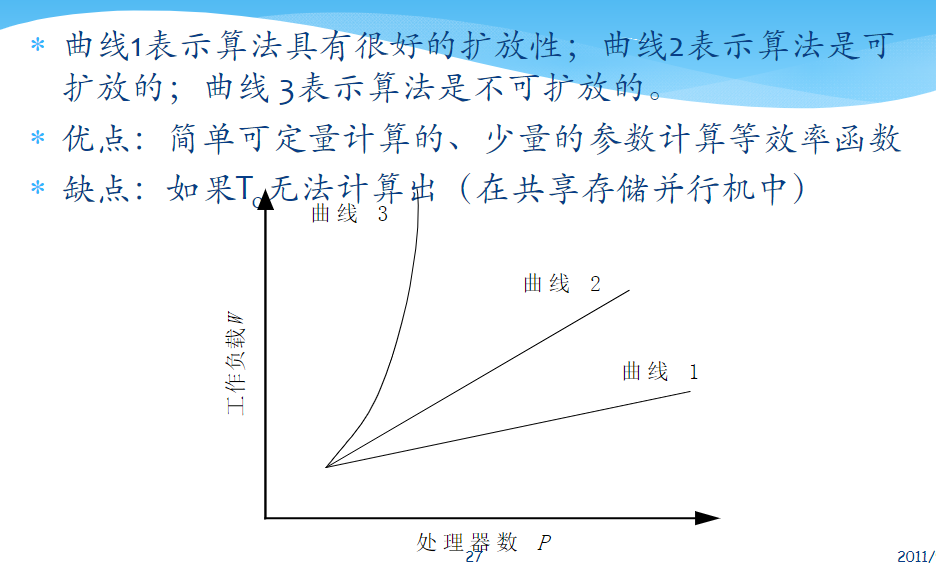 * 曲线1表示算法具有很好的扩放性；曲线2表示算法是可
扩放的；曲线 3表示算法是不可扩放的。
* 优点：简单可定量计算的、少量的参数计算等效率函数
* 缺点：如果To无法计算出（在共享存储并行机中）
曲线 3
曲线 2
曲线 1
工作负载W
处理器数 P
27
2011/